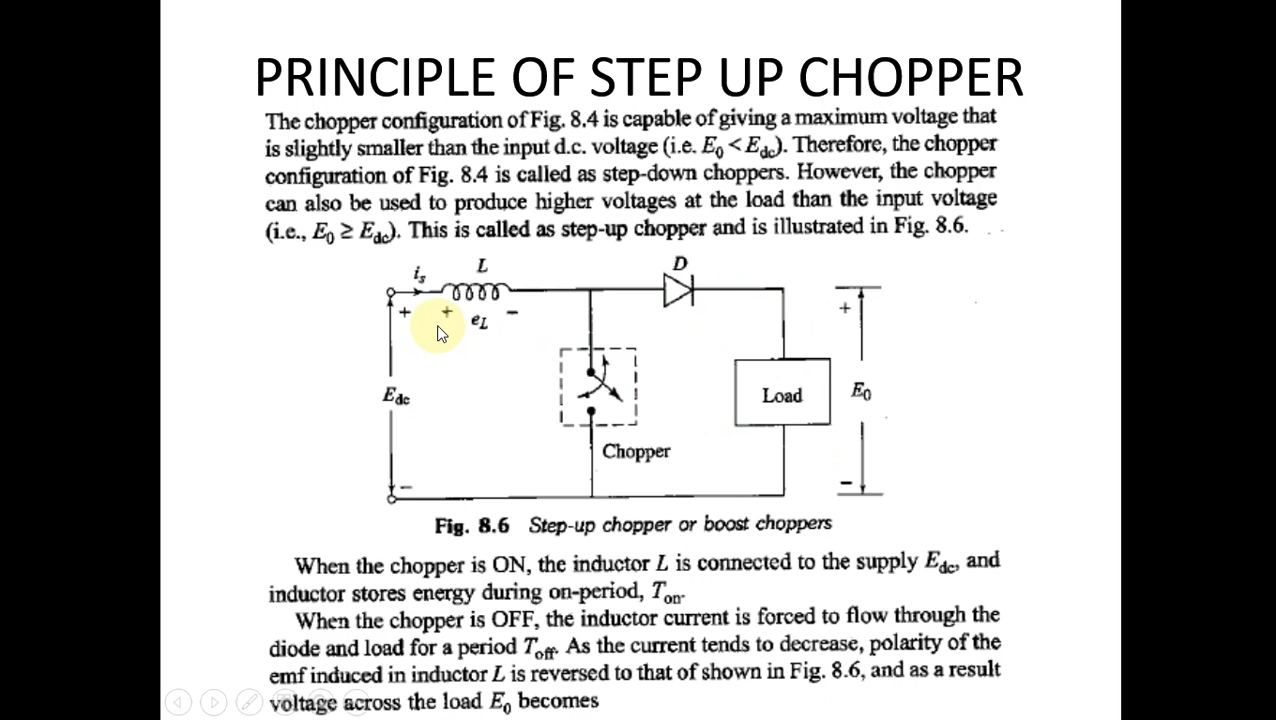 PRINCIPLE OF STEP UP CHOPPER
The chopper configuration of Fig. 8.4 is capable of giving a maximum voltage that
is slightly smaller than the input d.c. voltage (i.e. E₀ < E_dc). Therefore, the chopper
configuration of Fig. 8.4 is called as step-down choppers. However, the chopper
can also be used to produce higher voltages at the load than the input voltage
(i.e., E₀ ≥ E_dc). This is called as step-up chopper and is illustrated in Fig. 8.6.
i_s
L
D
+
+
e_L
−
+
E_dc
Load
E₀
Chopper
−
−
Fig. 8.6 Step-up chopper or boost choppers
When the chopper is ON, the inductor L is connected to the supply E_dc, and
inductor stores energy during on-period, T_on.
When the chopper is OFF, the inductor current is forced to flow through the
diode and load for a period T_off. As the current tends to decrease, polarity of the
emf induced in inductor L is reversed to that of shown in Fig. 8.6, and as a result
voltage across the load E₀ becomes